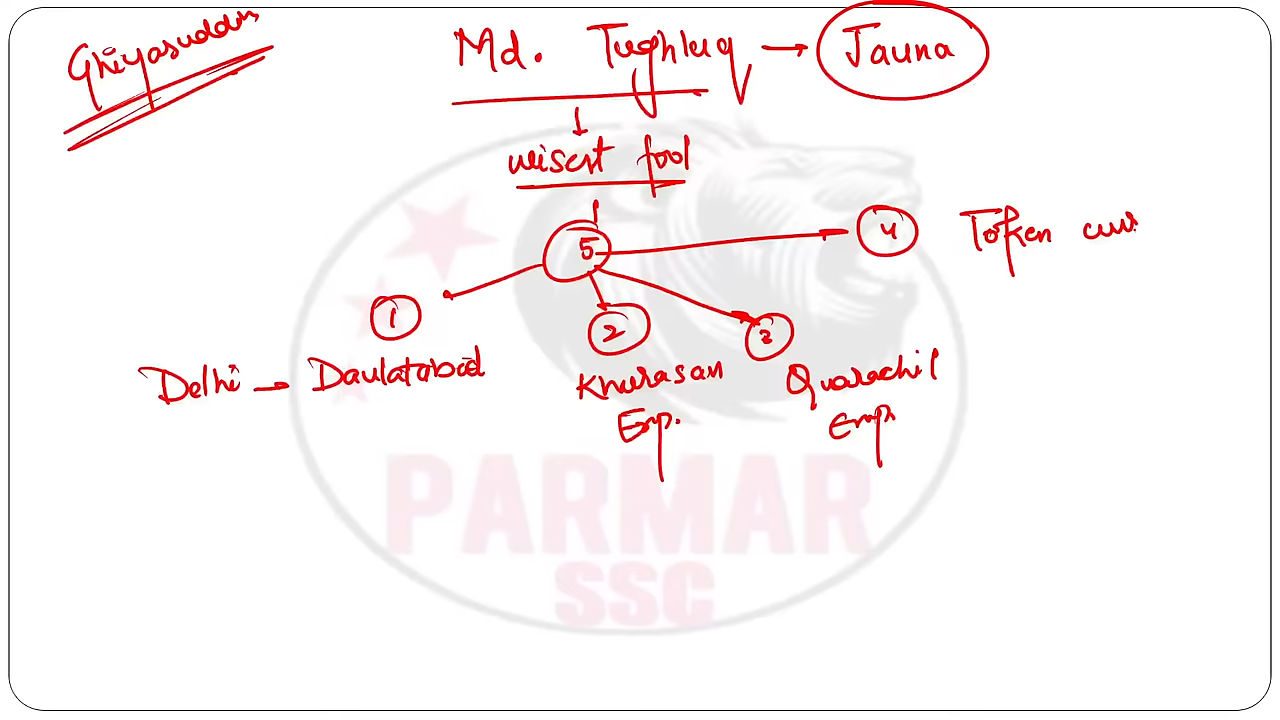 Ghiyasuddin
Md. Tughluq → Jauna
wisest fool
5
4 Token curr
1
2
3
Delhi → Daulatabad
Khurasan
Exp.
Quarachil
Exp.
PARMAR
SSC